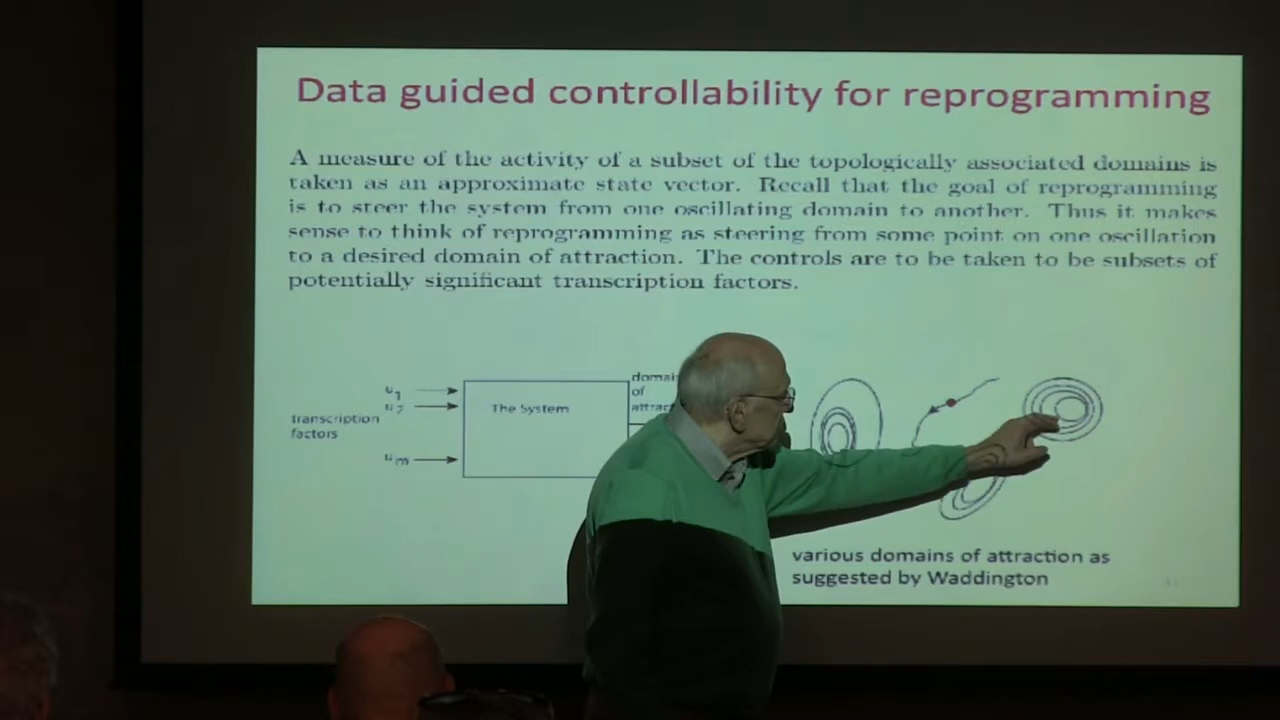 Data guided controllability for reprogramming
A measure of the activity of a subset of the topologically associated domains is
taken as an approximate state vector. Recall that the goal of reprogramming
is to steer the system from one oscillating domain to another. Thus it makes
sense to think of reprogramming as steering from some point on one oscillation
to a desired domain of attraction. The controls are to be taken to be subsets of
potentially significant transcription factors.
transcription
factors
u1
u2
um
The System
domai
of
attrac
various domains of attraction as
suggested by Waddington